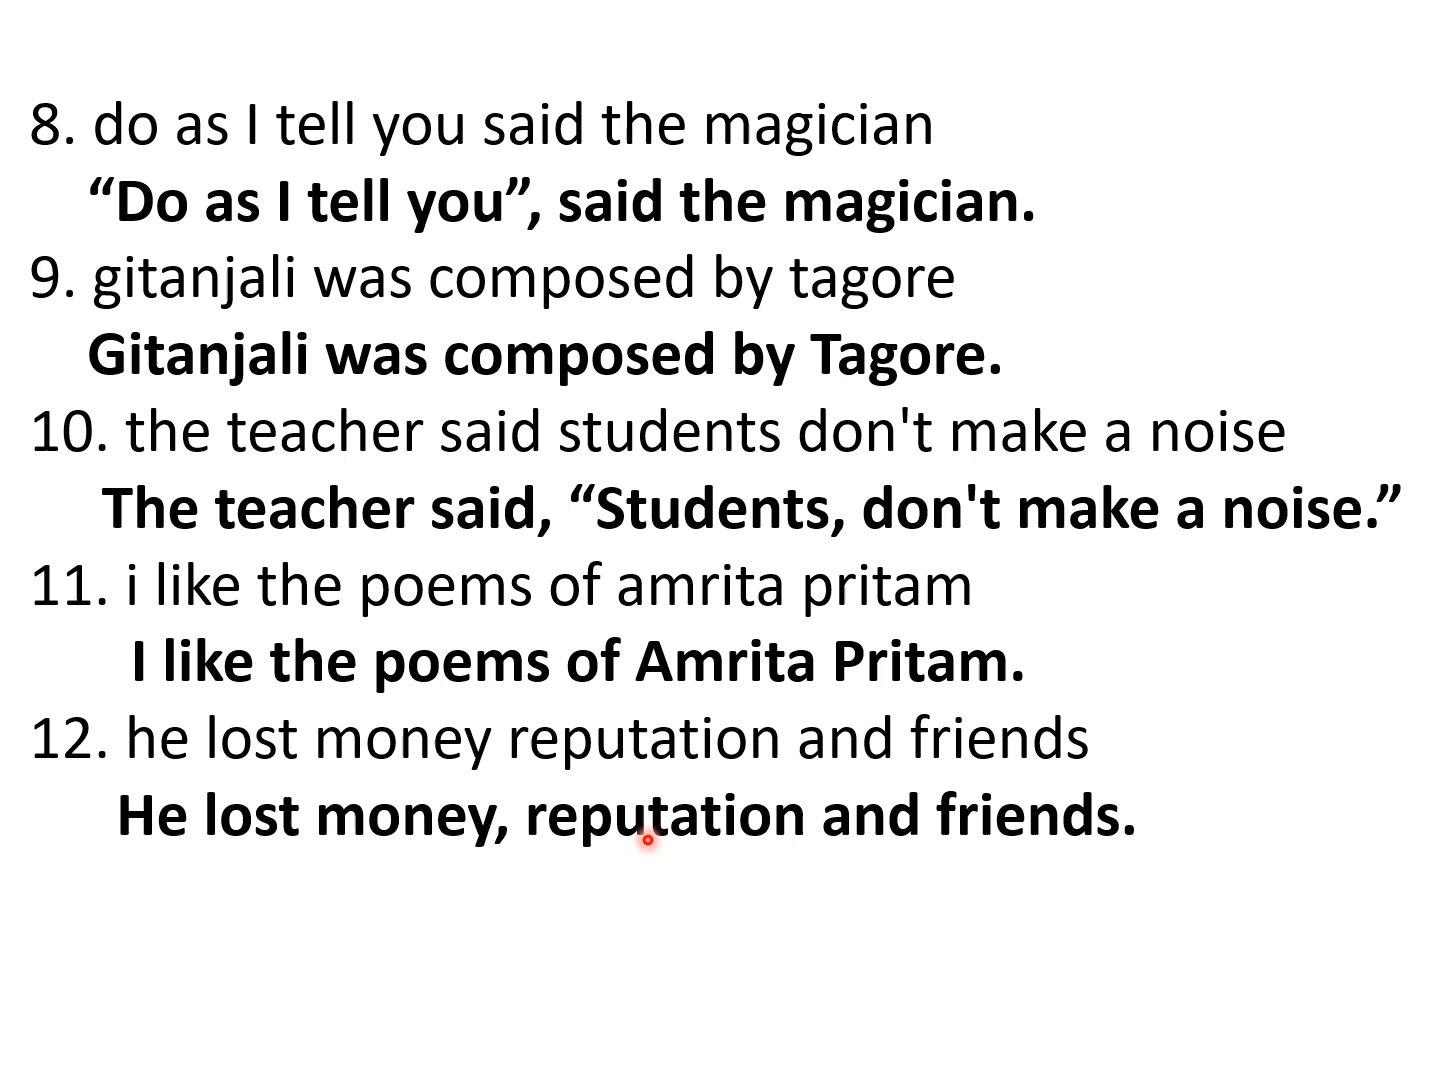 8. do as I tell you said the magician
“Do as I tell you”, said the magician.
9. gitanjali was composed by tagore
Gitanjali was composed by Tagore.
10. the teacher said students don't make a noise
The teacher said, “Students, don't make a noise.”
11. i like the poems of amrita pritam
I like the poems of Amrita Pritam.
12. he lost money reputation and friends
He lost money, reputation and friends.